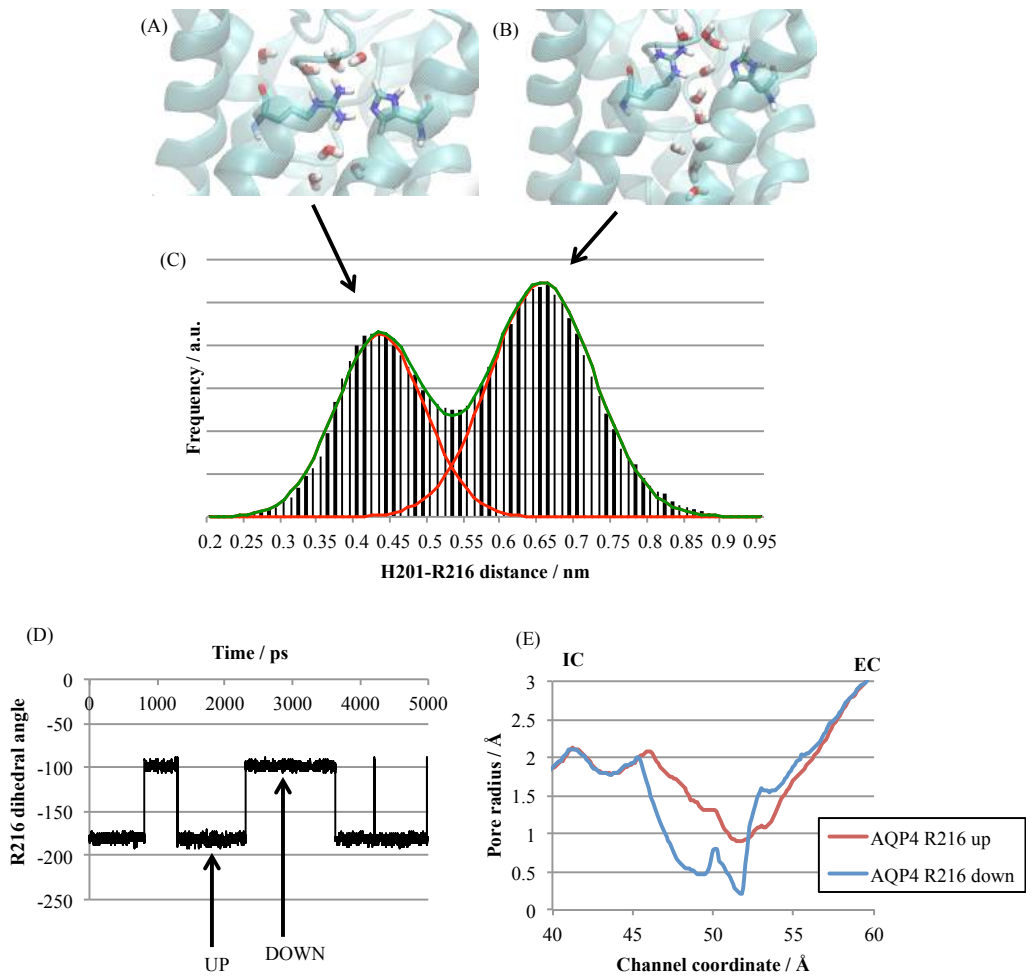 (A)
(B)
(C)
Frequency / a.u.
0.2 0.25 0.3 0.35 0.4 0.45 0.5 0.55 0.6 0.65 0.7 0.75 0.8 0.85 0.9 0.95
H201-R216 distance / nm
(D)
Time / ps
0 1000 2000 3000 4000 5000
R216 dihedral angle
0
-50
-100
-150
-200
-250
UP
DOWN
(E)
IC
EC
Pore radius / Å
3
2.5
2
1.5
1
0.5
0
40 45 50 55 60
Channel coordinate / Å
AQP4 R216 up
AQP4 R216 down